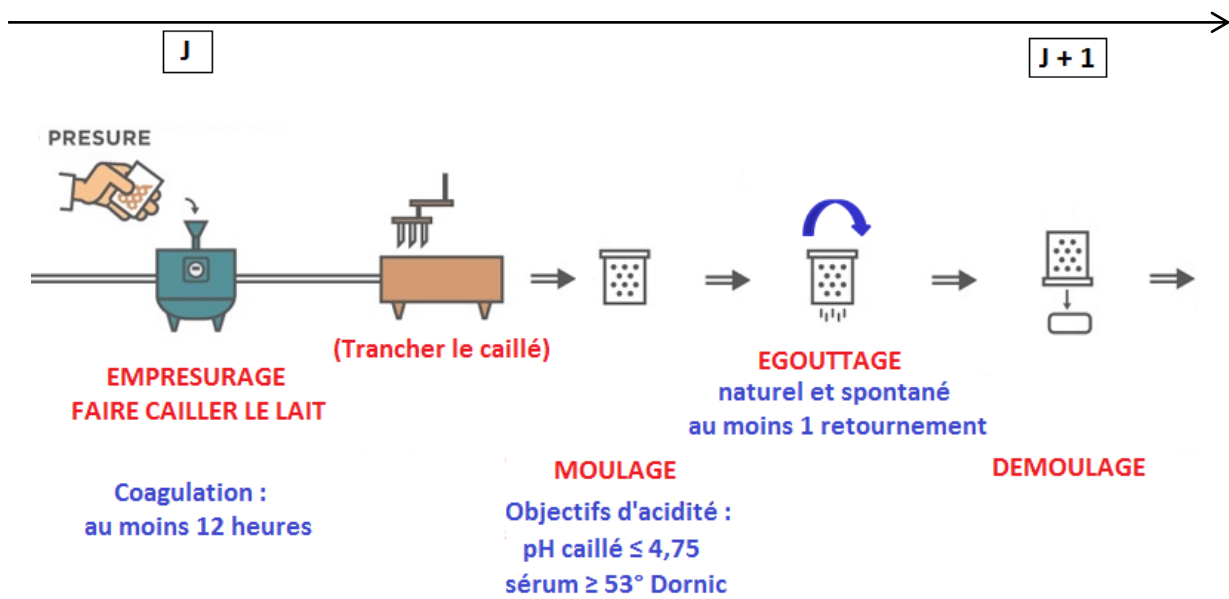 J
J + 1
PRESURE
(Trancher le caillé)
EMPRESURAGE
FAIRE CAILLER LE LAIT
EGOUTTAGE
naturel et spontané
au moins 1 retournement
MOULAGE
DEMOULAGE
Coagulation :
au moins 12 heures
Objectifs d'acidité :
pH caillé ≤ 4,75
sérum ≥ 53° Dornic